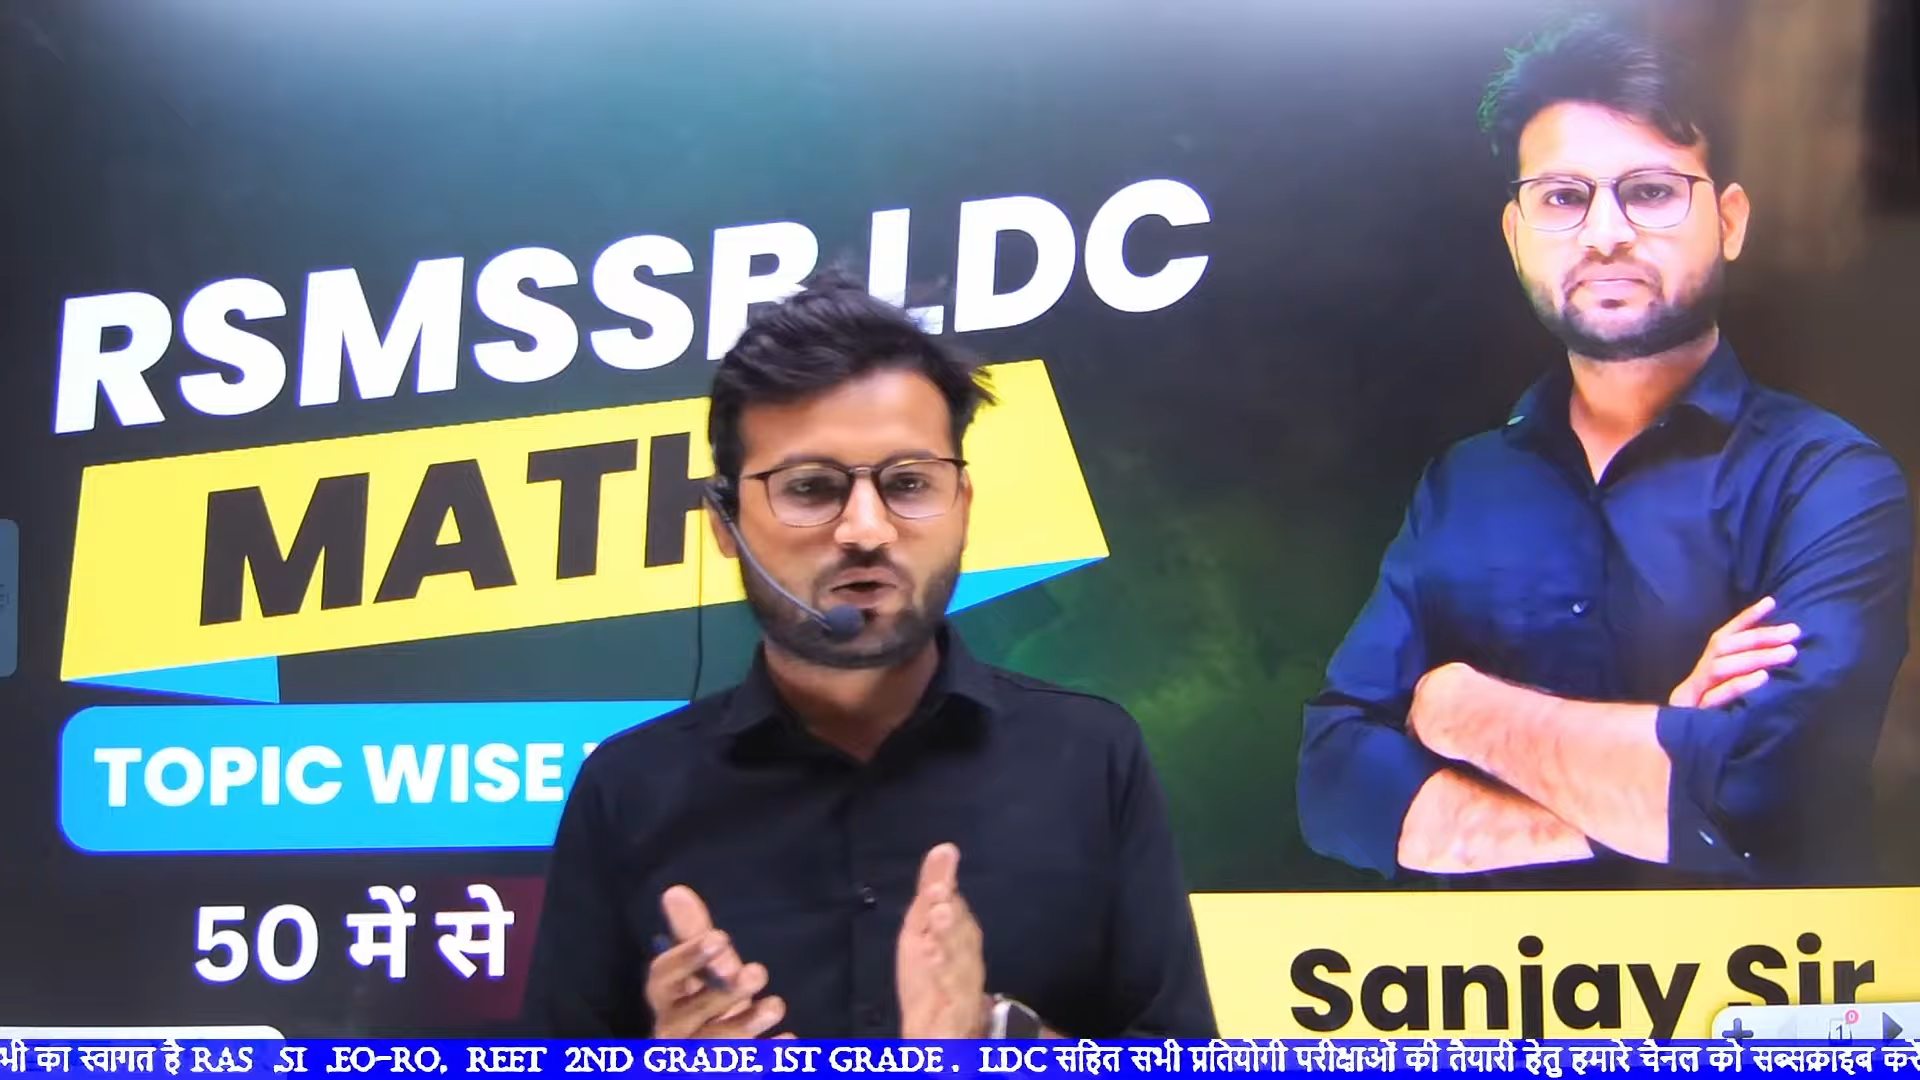 RSMSSB LDC
MATH
TOPIC WISE
50 में से
Sanjay Sir
भी का स्वागत है RAS .SI .EO-RO. REET 2ND GRADE. 1ST GRADE . LDC सहित सभी प्रतियोगी परीक्षाओं की तैयारी हेतु हमारे चैनल को सब्सक्राइब करें